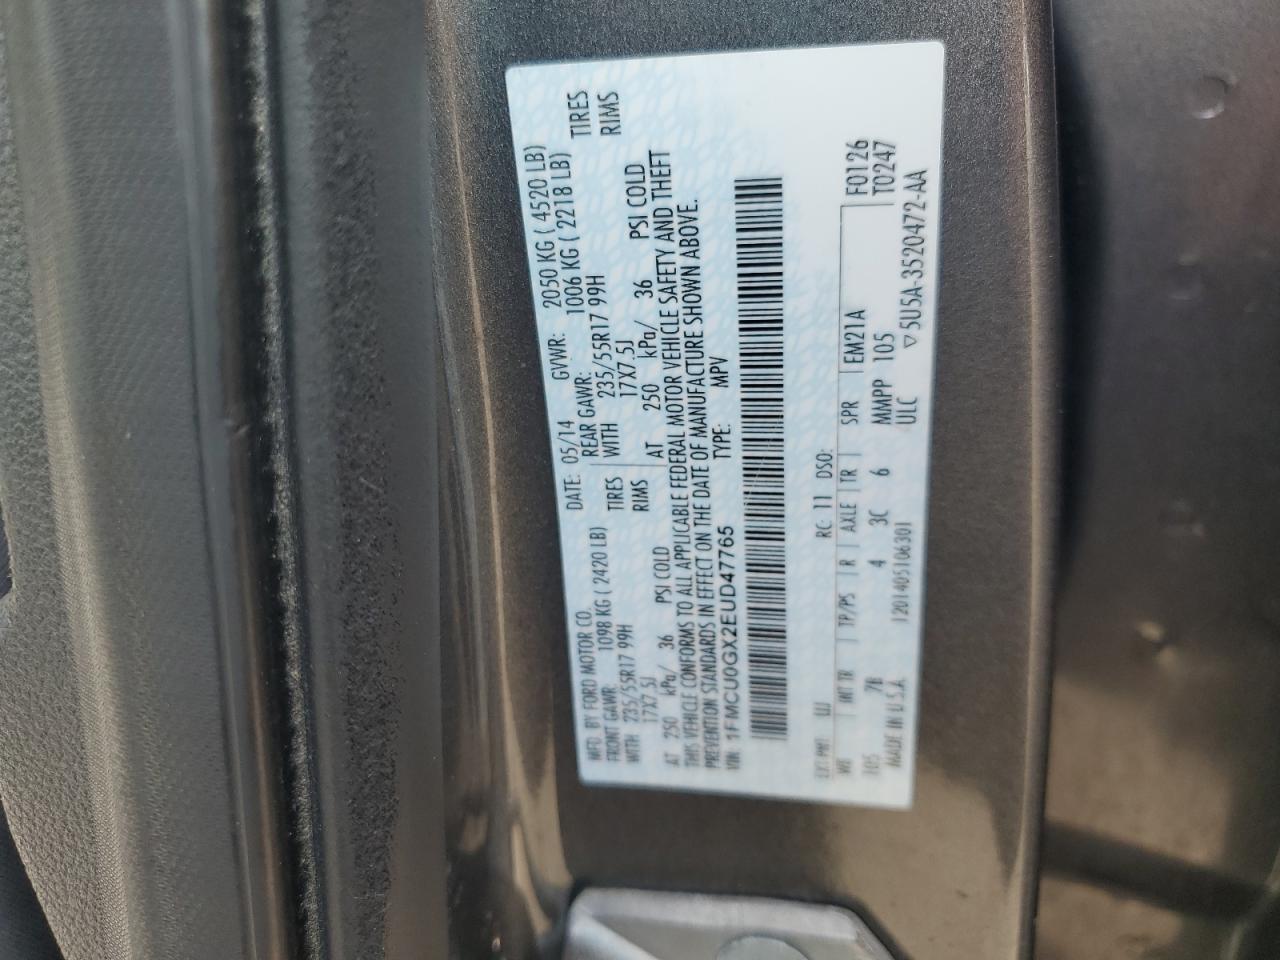 MFD. BY FORD MOTOR CO.
DATE: 05/14 GVWR: 2050 KG ( 4520 LB)
FRONT GAWR: 1098 KG ( 2420 LB) REAR GAWR: 1006 KG ( 2218 LB)
WITH 235/55R17 99H TIRES WITH 235/55R17 99H TIRES
17X7.5J RIMS 17X7.5J RIMS
AT 250 kPa/ 36 PSI COLD AT 250 kPa/ 36 PSI COLD
THIS VEHICLE CONFORMS TO ALL APPLICABLE FEDERAL MOTOR VEHICLE SAFETY AND THEFT
PREVENTION STANDARDS IN EFFECT ON THE DATE OF MANUFACTURE SHOWN ABOVE.
VIN: 1FMCU0GX2EUD47765 TYPE: MPV
EXT PNT: UJ RC: 11 DSO:
WB INT TR TP/PS R AXLE TR SPR EM21A F0126
105 7B 4 3C 6 MMPP 105 T0247
MADE IN U.S.A. 1201405106301 ULC ▽5U5A-3520472-AA